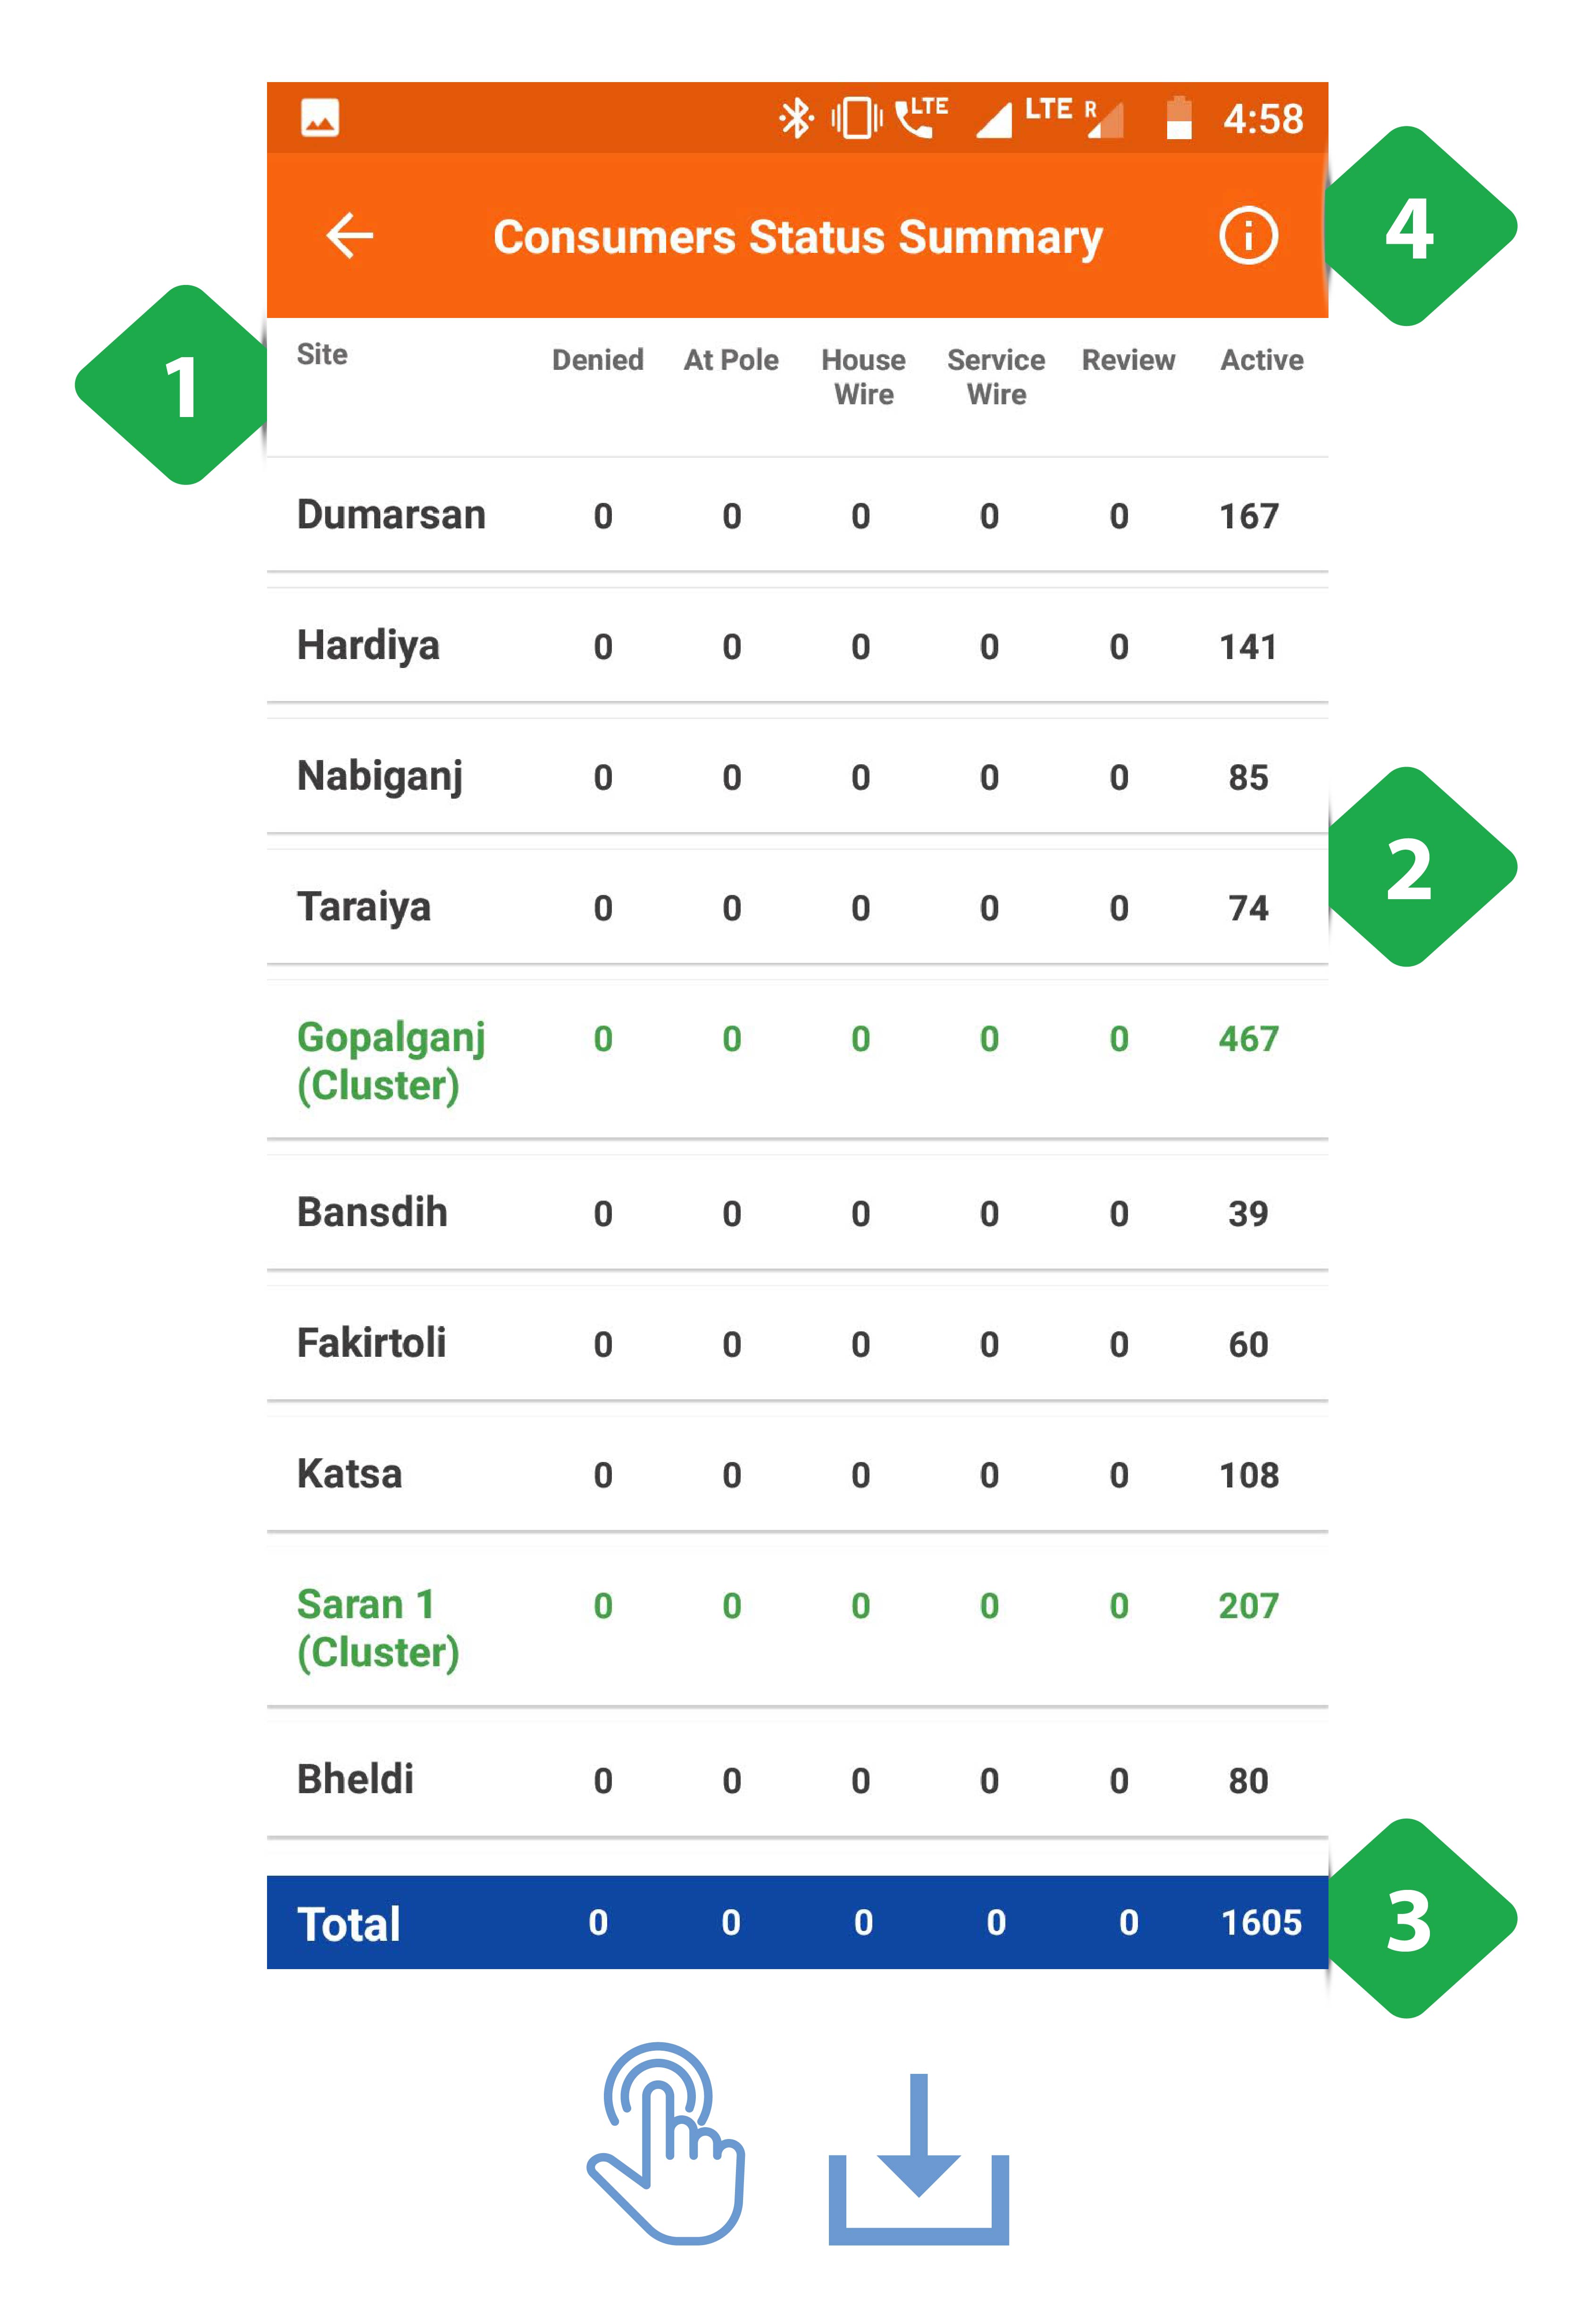 LTE LTE R 4:58
Consumers Status Summary
4
1
Site Denied At Pole House Wire Service Wire Review Active
Dumarsan 0 0 0 0 0 167
Hardiya 0 0 0 0 0 141
Nabiganj 0 0 0 0 0 85
2
Taraiya 0 0 0 0 0 74
Gopalganj 0 0 0 0 0 467
(Cluster)
Bansdih 0 0 0 0 0 39
Fakirtoli 0 0 0 0 0 60
Katsa 0 0 0 0 0 108
Saran 1 0 0 0 0 0 207
(Cluster)
Bheldi 0 0 0 0 0 80
Total 0 0 0 0 0 1605
3